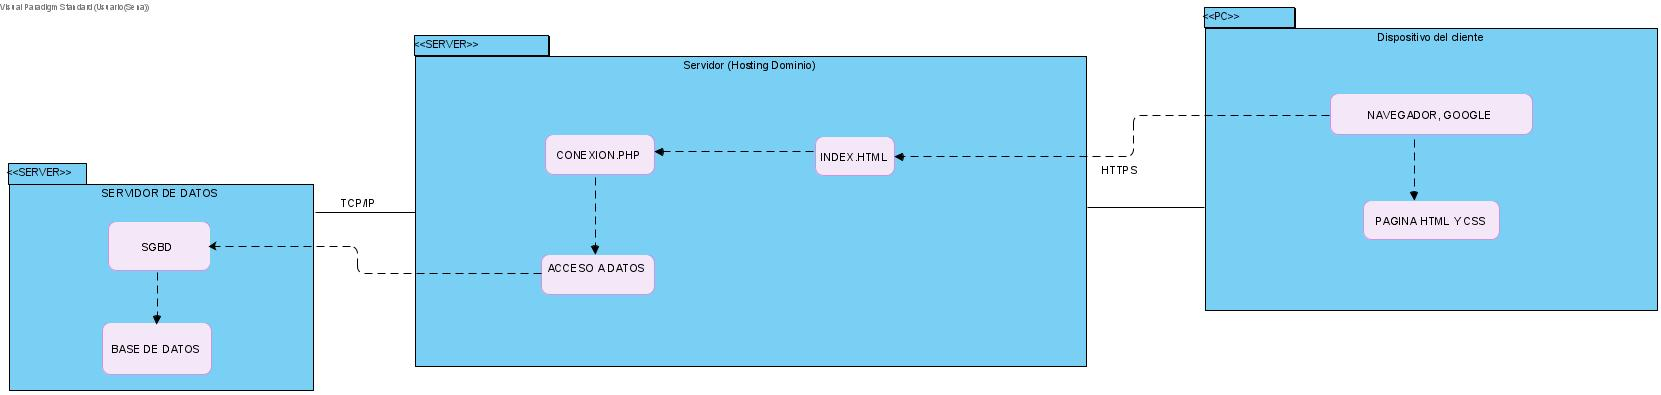 Visual Paradigm Standard (Usuario(Sena))
<<PC>>
Dispositivo del cliente
<<SERVER>>
Servidor (Hosting Dominio)
NAVEGADOR, GOOGLE
CONEXION.PHP
INDEX.HTML
HTTPS
<<SERVER>>
SERVIDOR DE DATOS
TCP/IP
PAGINA HTML Y CSS
SGBD
ACCESO A DATOS
BASE DE DATOS